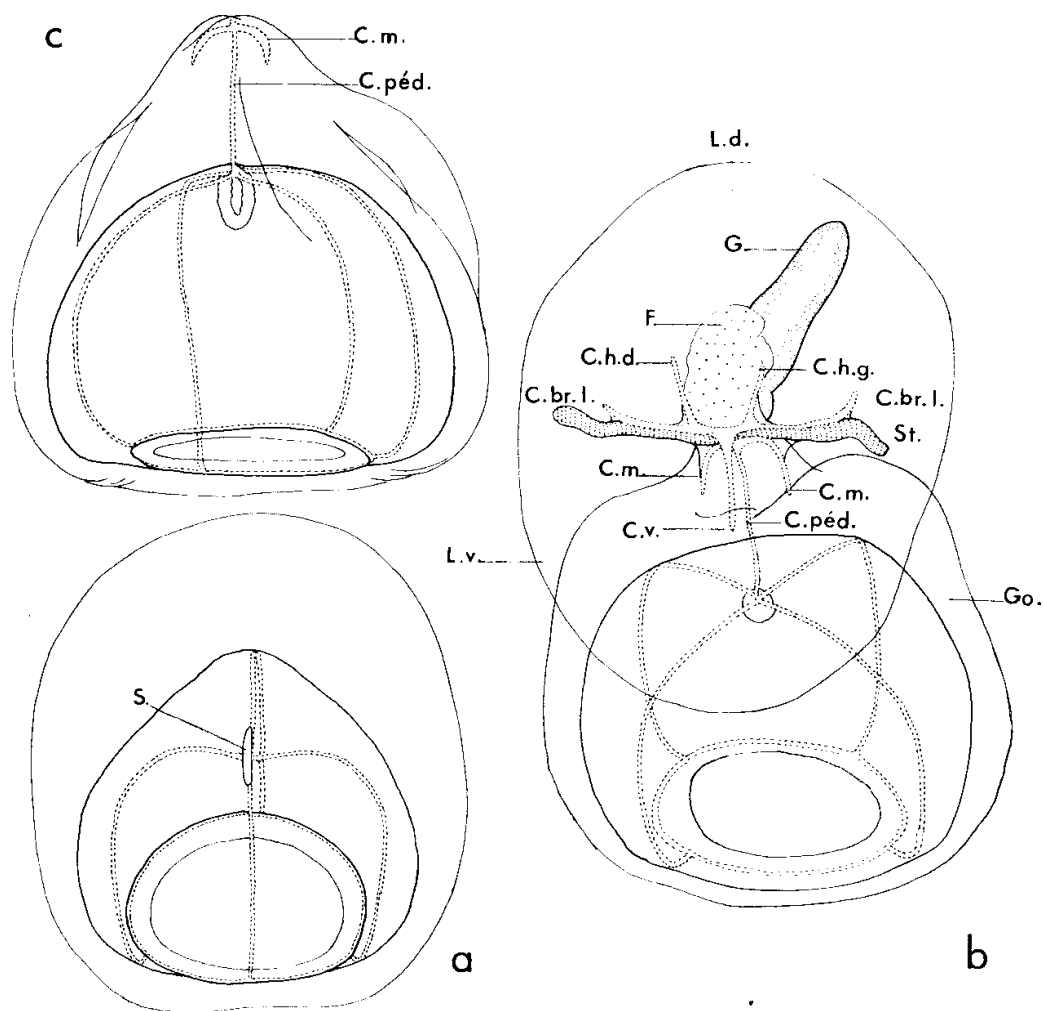 c
C.m.
C.péd.
L.d.
G.
F.
C.h.d.
C.h.g.
C.br.l.
C.br.l.
St.
C.m.
C.m.
C.v.
C.péd.
L.v.
Go.
S.
a
b